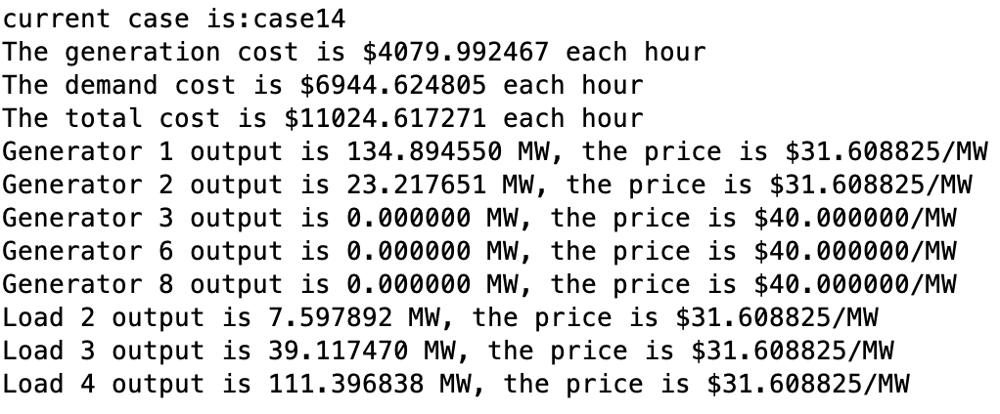 current case is:case14
The generation cost is $4079.992467 each hour
The demand cost is $6944.624805 each hour
The total cost is $11024.617271 each hour
Generator 1 output is 134.894550 MW, the price is $31.608825/MW
Generator 2 output is 23.217651 MW, the price is $31.608825/MW
Generator 3 output is 0.000000 MW, the price is $40.000000/MW
Generator 6 output is 0.000000 MW, the price is $40.000000/MW
Generator 8 output is 0.000000 MW, the price is $40.000000/MW
Load 2 output is 7.597892 MW, the price is $31.608825/MW
Load 3 output is 39.117470 MW, the price is $31.608825/MW
Load 4 output is 111.396838 MW, the price is $31.608825/MW